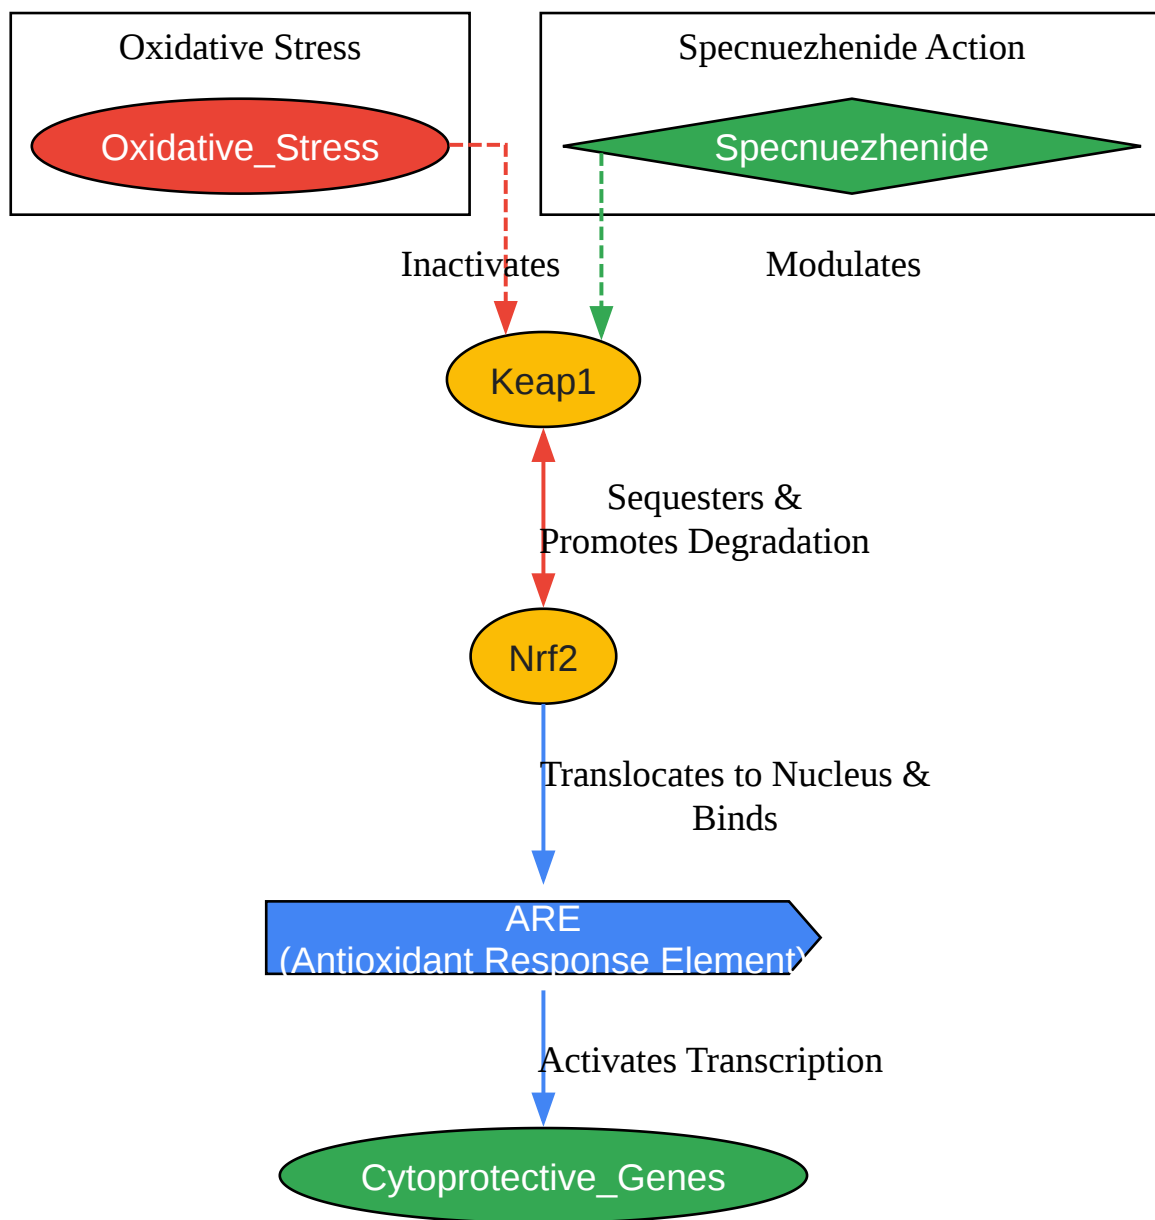 Oxidative Stress
Specnuezhenide Action
Oxidative_Stress
Specnuezhenide
Inactivates
Modulates
Keap1
Sequesters &
Promotes Degradation
Nrf2
Translocates to Nucleus &
Binds
ARE
(Antioxidant Response Element)
Activates Transcription
Cytoprotective_Genes